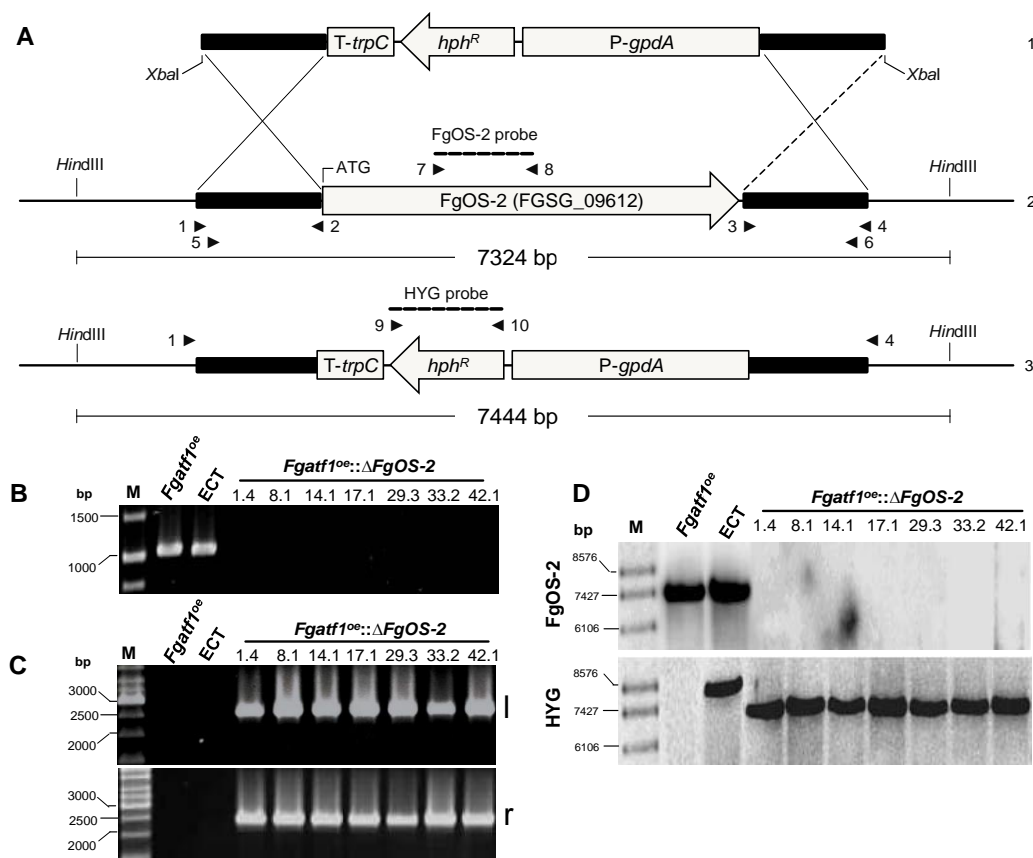 A
T-trpC hphR P-gpdA 1
XbaI XbaI
FgOS-2 probe
HindIII ATG 7 8 HindIII
FgOS-2 (FGSG_09612) 2
1 2 3 4
5 6
7324 bp
HYG probe
HindIII 1 9 10 4 HindIII
T-trpC hphR P-gpdA 3
7444 bp
B
bp M Fgatf1oe ECT Fgatf1oe::ΔFgOS-2
1.4 8.1 14.1 17.1 29.3 33.2 42.1
1500
1000
C
bp M Fgatf1oe ECT Fgatf1oe::ΔFgOS-2
1.4 8.1 14.1 17.1 29.3 33.2 42.1
3000
2500
2000
l
3000
2500
2000
r
D
bp M Fgatf1oe ECT Fgatf1oe::ΔFgOS-2
1.4 8.1 14.1 17.1 29.3 33.2 42.1
FgOS-2
8576
7427
6106
HYG
8576
7427
6106